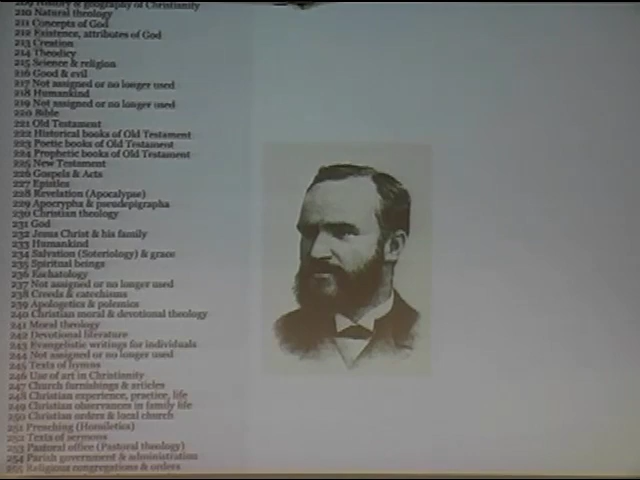 209 History & geography of Christianity
210 Natural theology
211 Concepts of God
212 Existence, attributes of God
213 Creation
214 Theodicy
215 Science & religion
216 Good & evil
217 Not assigned or no longer used
218 Humankind
219 Not assigned or no longer used
220 Bible
221 Old Testament
222 Historical books of Old Testament
223 Poetic books of Old Testament
224 Prophetic books of Old Testament
225 New Testament
226 Gospels & Acts
227 Epistles
228 Revelation (Apocalypse)
229 Apocrypha & pseudepigrapha
230 Christian theology
231 God
232 Jesus Christ & his family
233 Humankind
234 Salvation (Soteriology) & grace
235 Spiritual beings
236 Eschatology
237 Not assigned or no longer used
238 Creeds & catechisms
239 Apologetics & polemics
240 Christian moral & devotional theology
241 Moral theology
242 Devotional literature
243 Evangelistic writings for individuals
244 Not assigned or no longer used
245 Texts of hymns
246 Use of art in Christianity
247 Church furnishings & articles
248 Christian experience, practice, life
249 Christian observances in family life
250 Christian orders & local church
251 Preaching (Homiletics)
252 Texts of sermons
253 Pastoral office (Pastoral theology)
254 Parish government & administration
255 Religious congregations & orders